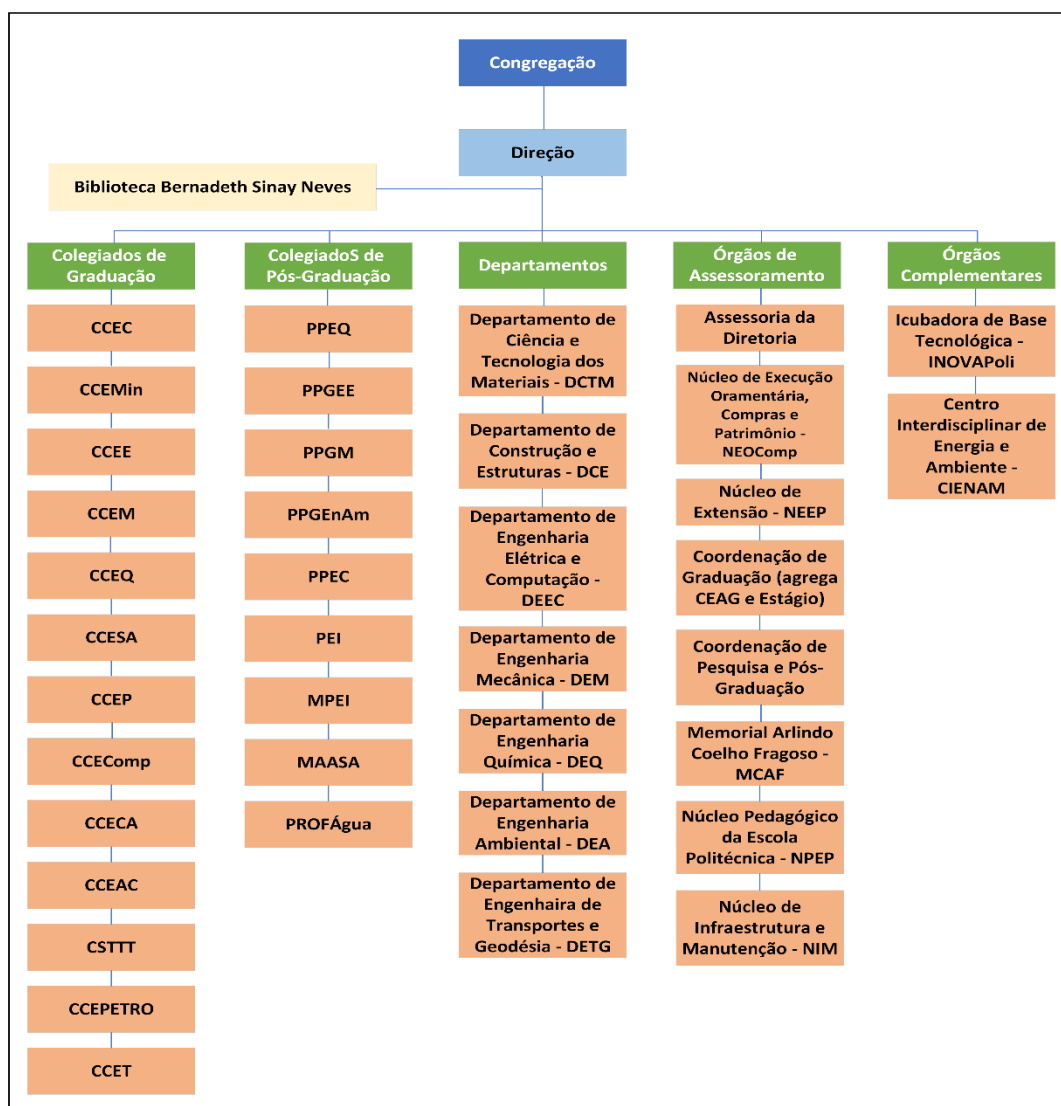 Congregação
Direção
Biblioteca Bernadeth Sinay Neves
Colegiados de
Graduação
CCEC
CCEMin
CCEE
CCEM
CCEQ
CCESA
CCEP
CCEComp
CCECA
CCEAC
CSTTT
CCEPETRO
CCET
ColegiadoS de
Pós-Graduação
PPEQ
PPGEE
PPGM
PPGEnAm
PPEC
PEI
MPEI
MAASA
PROFÁgua
Departamentos
Departamento de
Ciência e
Tecnologia dos
Materiais - DCTM
Departamento de
Construção e
Estruturas - DCE
Departamento de
Engenharia
Elétrica e
Computação -
DEEC
Departamento de
Engenharia
Mecânica - DEM
Departamento de
Engenharia
Química - DEQ
Departamento de
Engenharia
Ambiental - DEA
Departamento de
Engenhaira de
Transportes e
Geodésia - DETG
Órgãos de
Assessoramento
Assessoria da
Diretoria
Núcleo de Execução
Oramentária,
Compras e
Patrimônio -
NEOComp
Núcleo de
Extensão - NEEP
Coordenação de
Graduação (agrega
CEAG e Estágio)
Coordenação de
Pesquisa e Pós-
Graduação
Memorial Arlindo
Coelho Fragoso -
MCAF
Núcleo Pedagógico
da Escola
Politécnica - NPEP
Núcleo de
Infraestrutura e
Manutenção - NIM
Órgãos
Complementares
Icubadora de Base
Tecnológica -
INOVAPoli
Centro
Interdisciplinar de
Energia e
Ambiente -
CIENAM